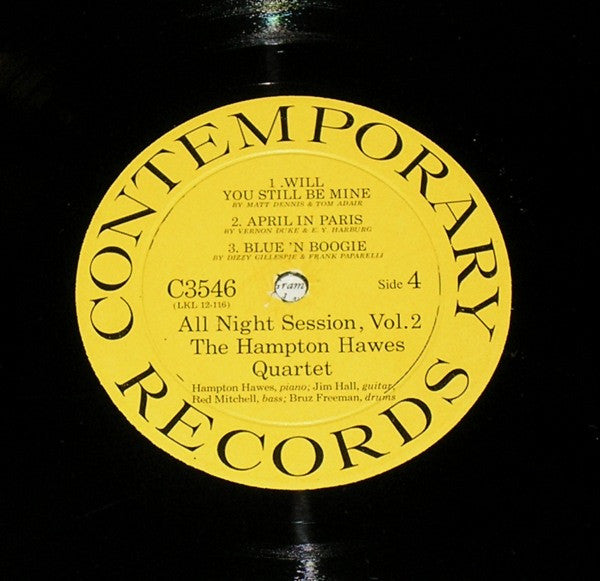 CONTEMPORARY
1 .WILL
YOU STILL BE MINE
BY MATT DENNIS & TOM ADAIR
2. APRIL IN PARIS
BY VERNON DUKE & E. Y. HARBURG
3. BLUE 'N BOOGIE
BY DIZZY GILLESPIE & FRANK PAPARELLI
C3546
Side 4
(LKL 12-116)
All Night Session, Vol. 2
The Hampton Hawes
Quartet
Hampton Hawes, piano; Jim Hall, guitar;
Red Mitchell, bass; Bruz Freeman, drums
RECORDS